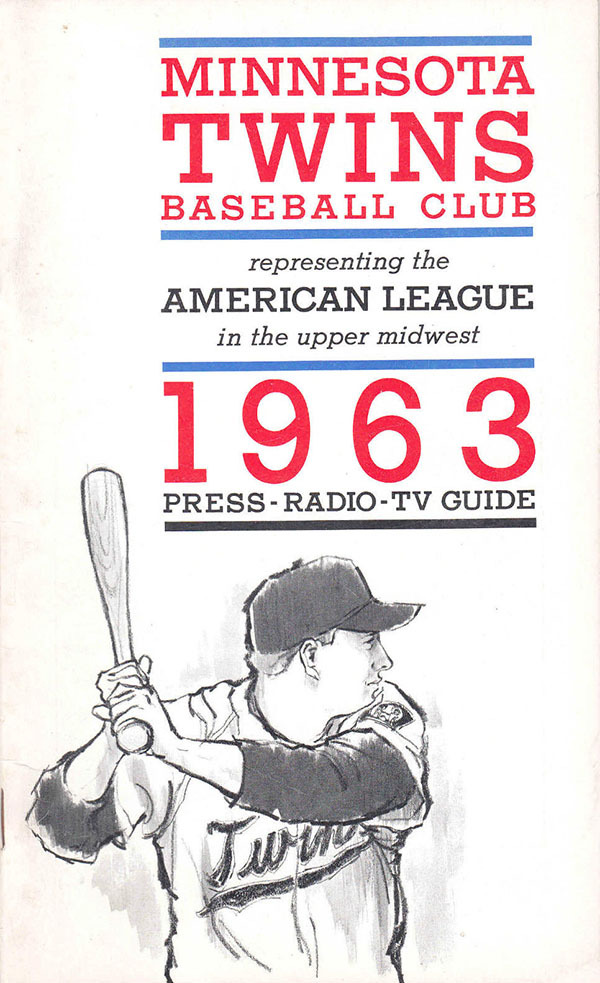 MINNESOTA
TWINS
BASEBALL CLUB
representing the
AMERICAN LEAGUE
in the upper midwest
1963
PRESS-RADIO-TV GUIDE
Twins